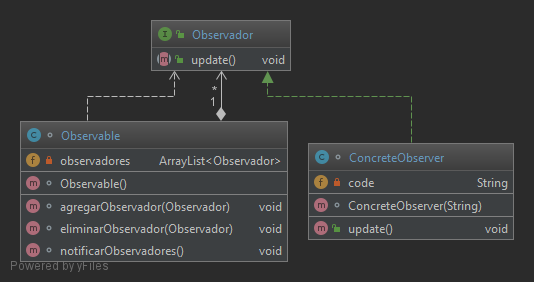 Observador
update() void
*
1
Observable
observadores ArrayList<Observador>
Observable()
agregarObservador(Observador) void
eliminarObservador(Observador) void
notificarObservadores() void
ConcreteObserver
code String
ConcreteObserver(String)
update() void
Powered by yFiles